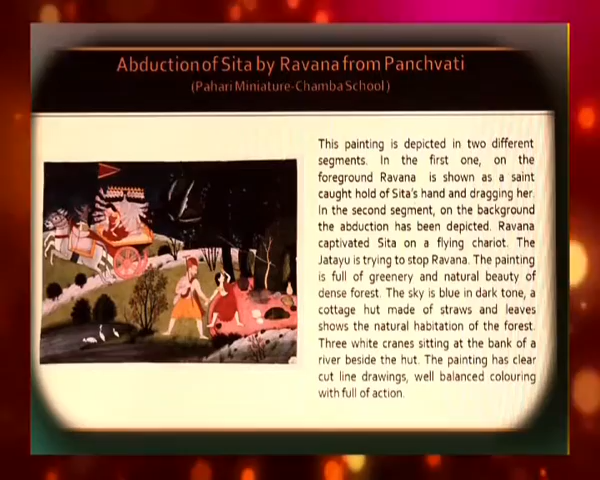 Abduction of Sita by Ravana from Panchvati
(Pahari Miniature-Chamba School)
This painting is depicted in two different
segments. In the first one, on the
foreground Ravana is shown as a saint
caught hold of Sita's hand and dragging her.
In the second segment, on the background
the abduction has been depicted. Ravana
captivated Sita on a flying chariot. The
Jatayu is trying to stop Ravana. The painting
is full of greenery and natural beauty of
dense forest. The sky is blue in dark tone, a
cottage hut made of straws and leaves
shows the natural habitation of the forest.
Three white cranes sitting at the bank of a
river beside the hut. The painting has clear
cut line drawings, well balanced colouring
with full of action.